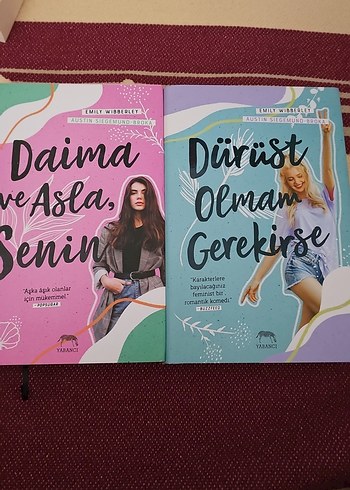 EMILY WIBBERLEY
AUSTIN SIEGEMUND-BROKA
Daima
ve Asla,
Senin
"Aşka âşık olanlar
için mükemmel."
-POPSUGAR
YABANCI
EMILY WIBBERLEY
AUSTIN SIEGEMUND-BROKA
Dürüst
Olmam
Gerekirse
"Karakterlere
bayılacağınız
feminist bir
romantik komedi."
-BUZZFEED
YABANCI